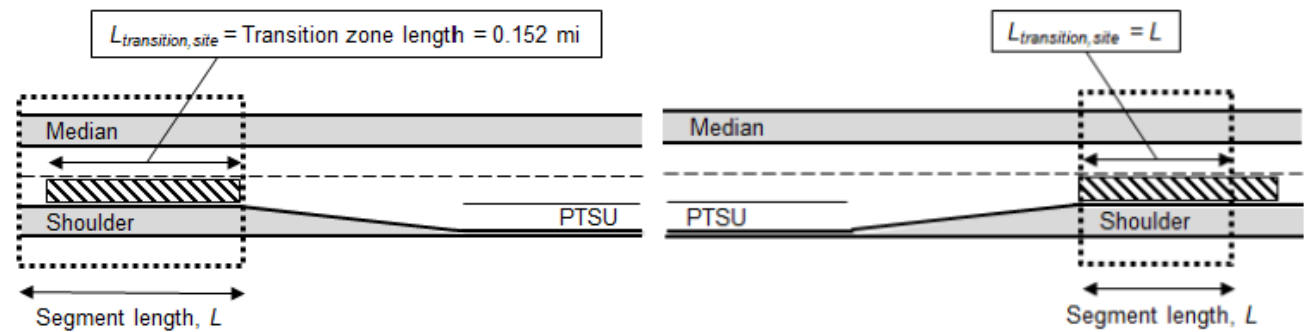 L_transition,site = Transition zone length = 0.152 mi
Median
Shoulder
PTSU
Segment length, L
L_transition,site = L
Median
PTSU
Shoulder
Segment length, L